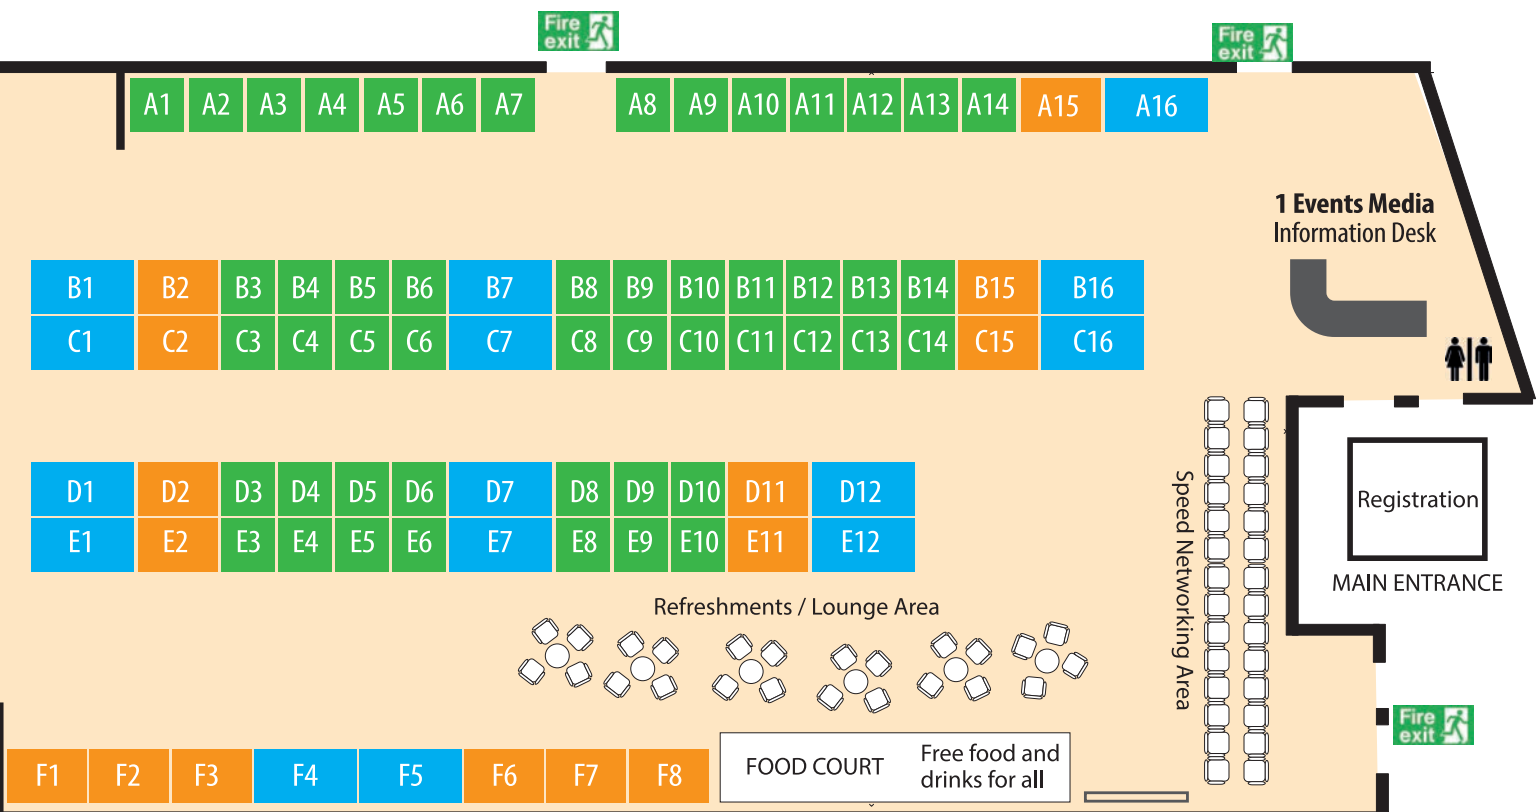 Fire
exit
Fire
exit
A1 A2 A3 A4 A5 A6 A7 A8 A9 A10 A11 A12 A13 A14 A15 A16
1 Events Media
Information Desk
B1 B2 B3 B4 B5 B6 B7 B8 B9 B10 B11 B12 B13 B14 B15 B16
C1 C2 C3 C4 C5 C6 C7 C8 C9 C10 C11 C12 C13 C14 C15 C16
D1 D2 D3 D4 D5 D6 D7 D8 D9 D10 D11 D12
E1 E2 E3 E4 E5 E6 E7 E8 E9 E10 E11 E12
Speed Networking Area
Registration
MAIN ENTRANCE
Refreshments / Lounge Area
Fire
exit
F1 F2 F3 F4 F5 F6 F7 F8
FOOD COURT
Free food and
drinks for all